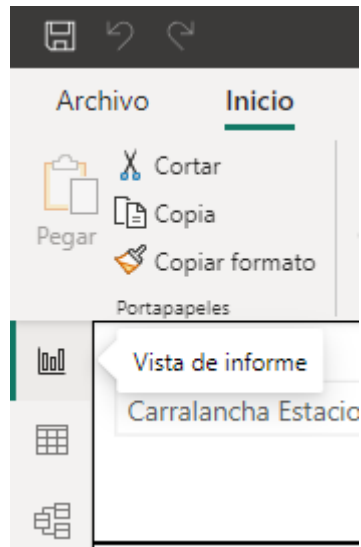 Archivo Inicio
Cortar
Copia
Pegar
Copiar formato
Portapapeles
Vista de informe
Carralancha Estacio